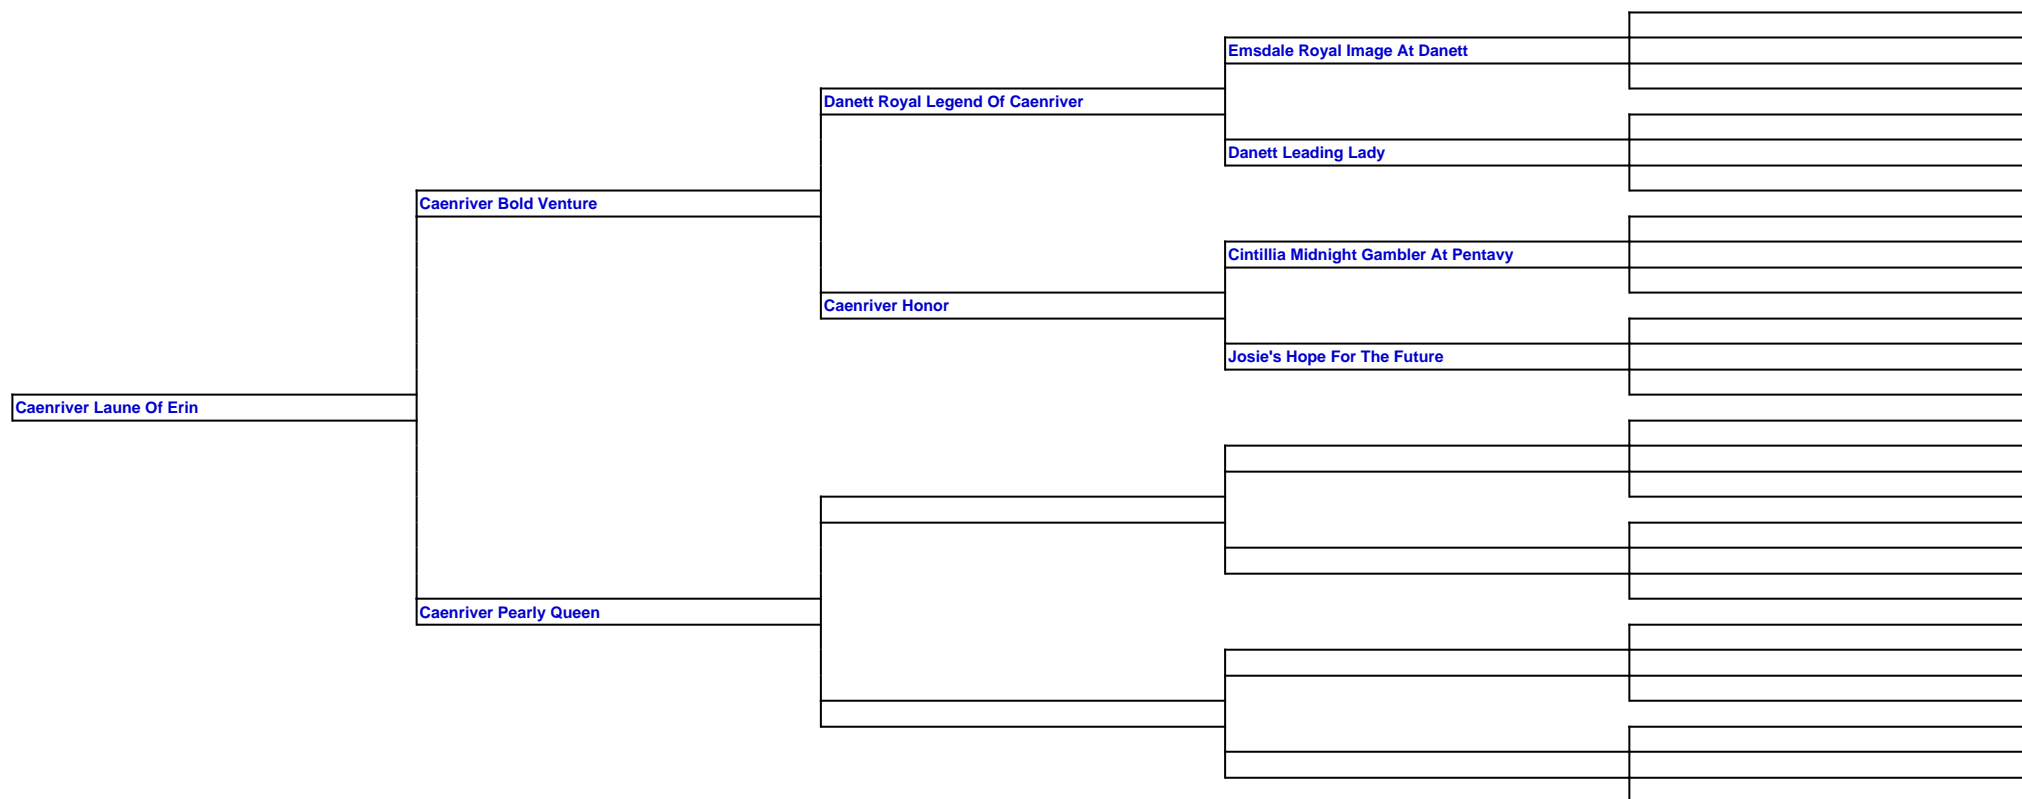 Emsdale Royal Image At Danett
Danett Royal Legend Of Caenriver
Danett Leading Lady
Caenriver Bold Venture
Cintillia Midnight Gambler At Pentavy
Caenriver Honor
Josie's Hope For The Future
Caenriver Laune Of Erin
Caenriver Pearly Queen